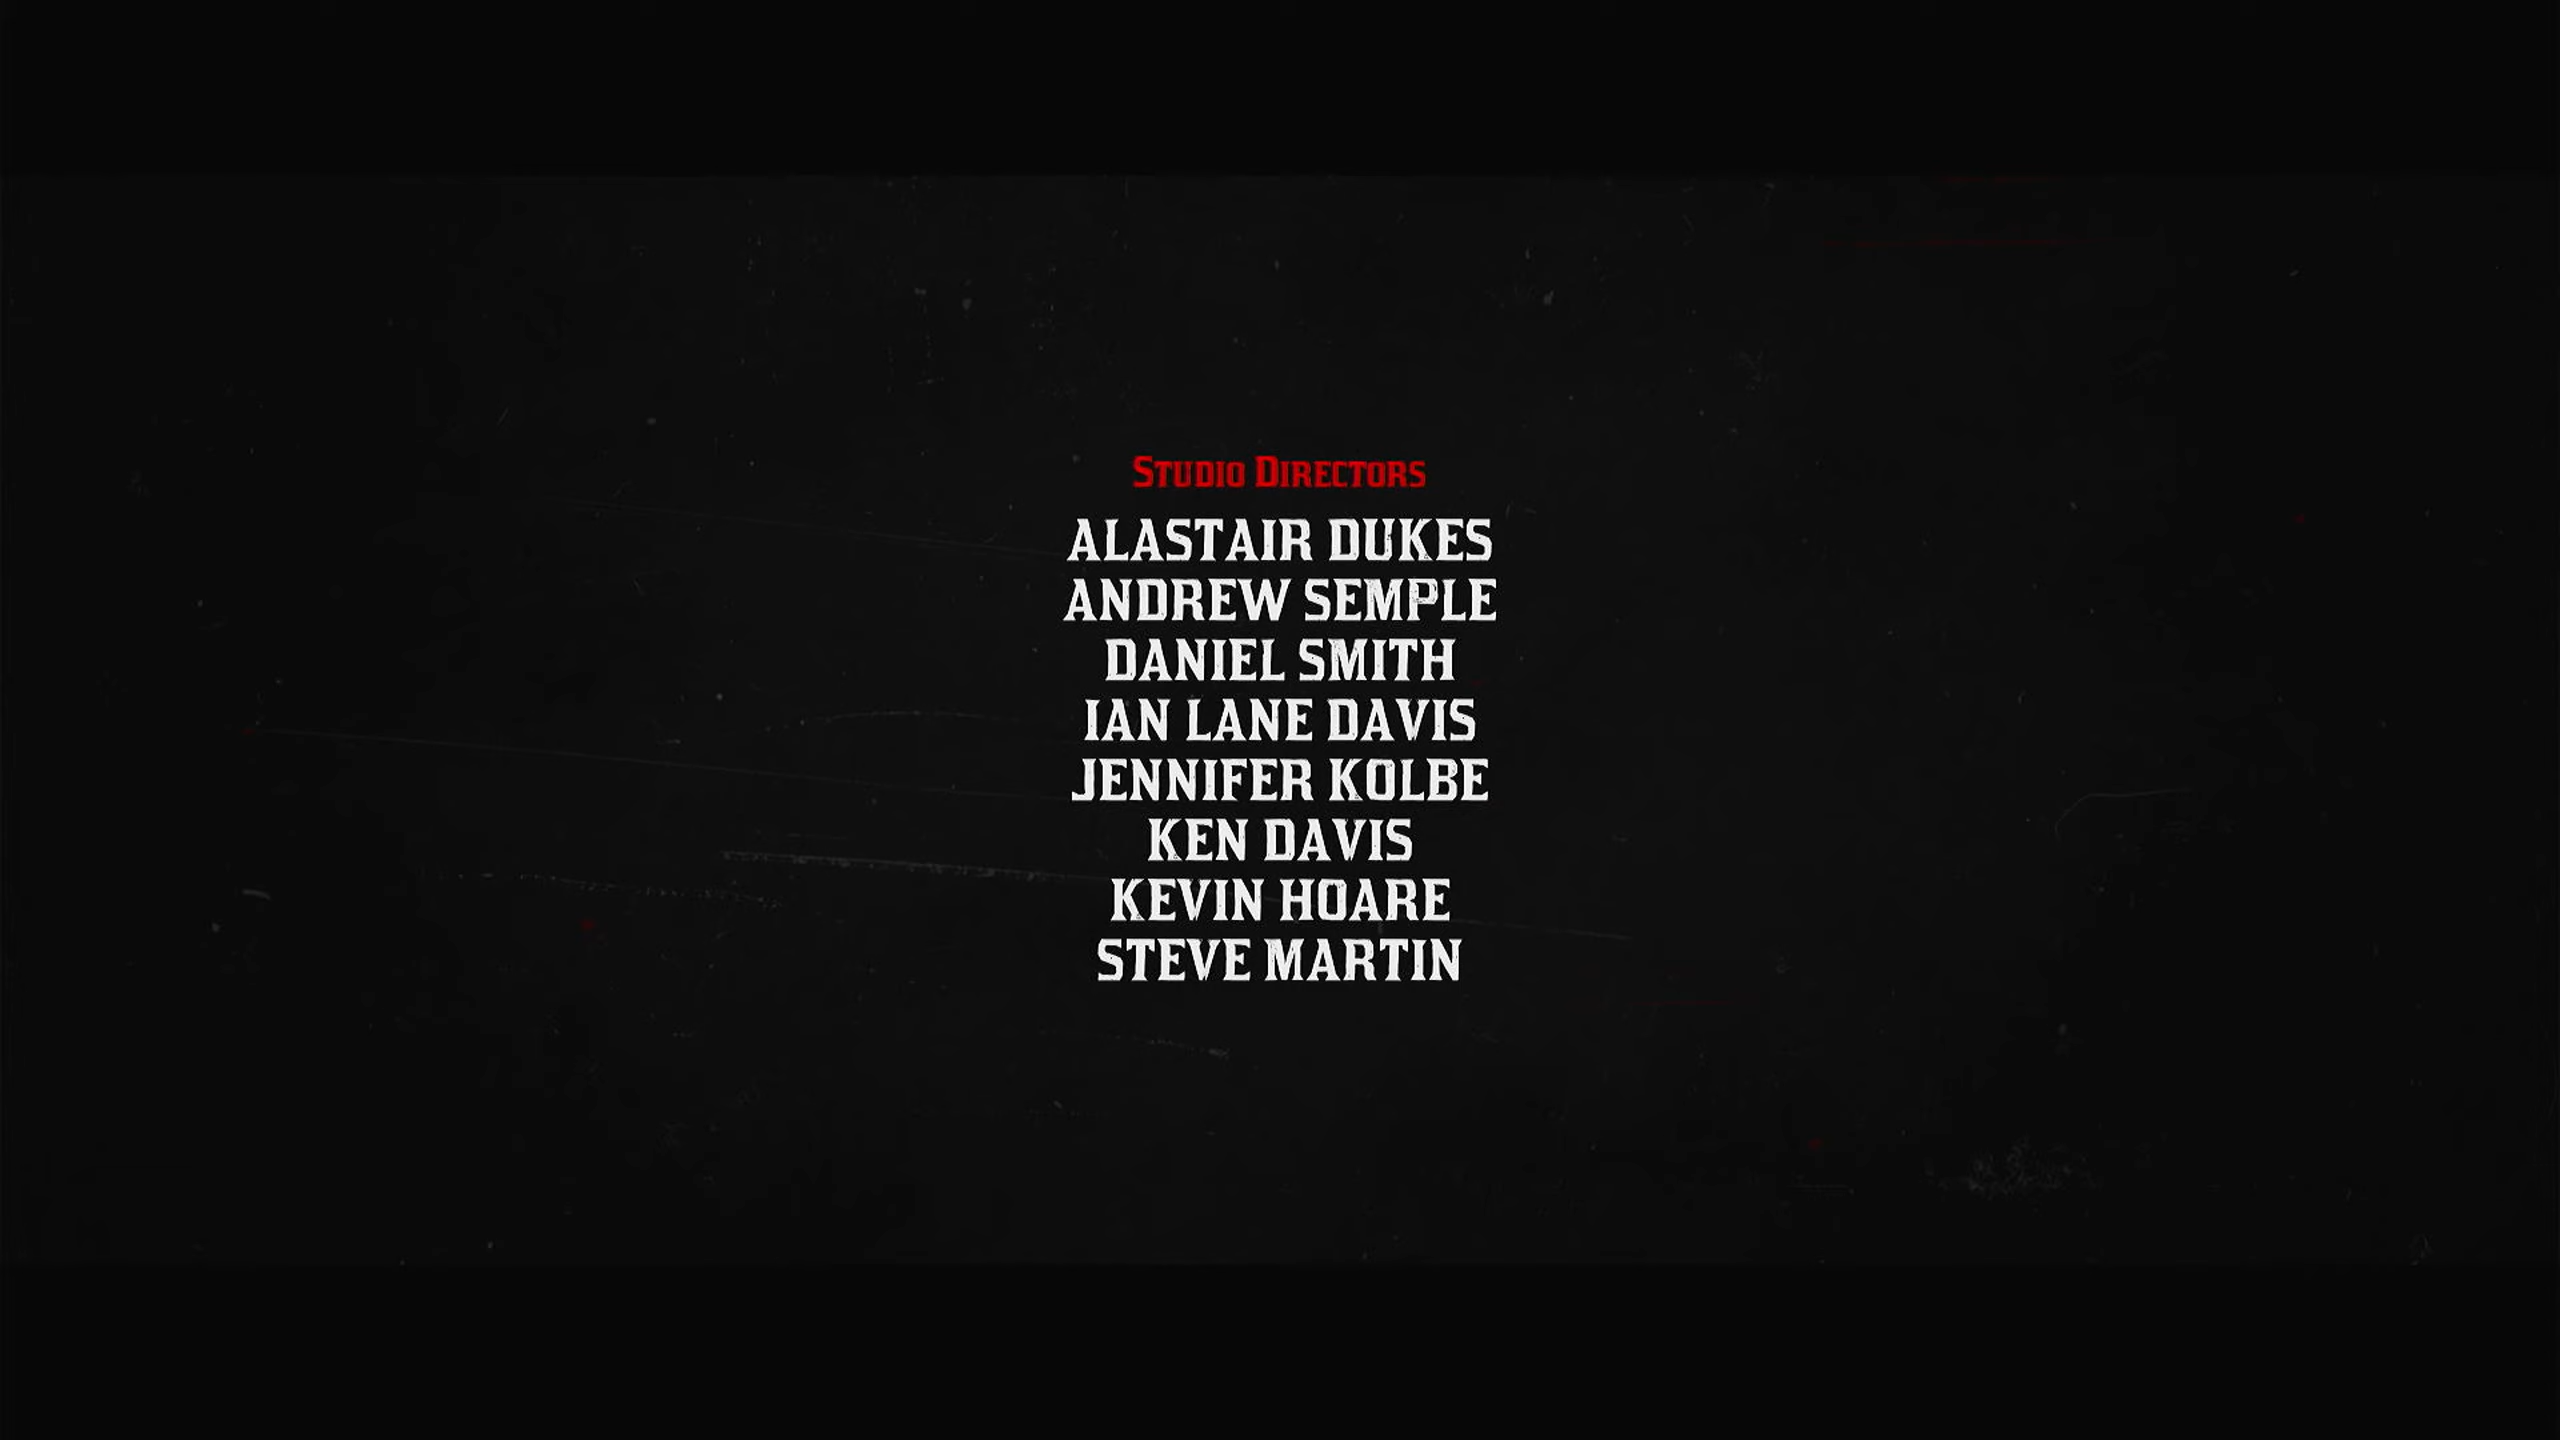 Studio Directors
ALASTAIR DUKES
ANDREW SEMPLE
DANIEL SMITH
IAN LANE DAVIS
JENNIFER KOLBE
KEN DAVIS
KEVIN HOARE
STEVE MARTIN